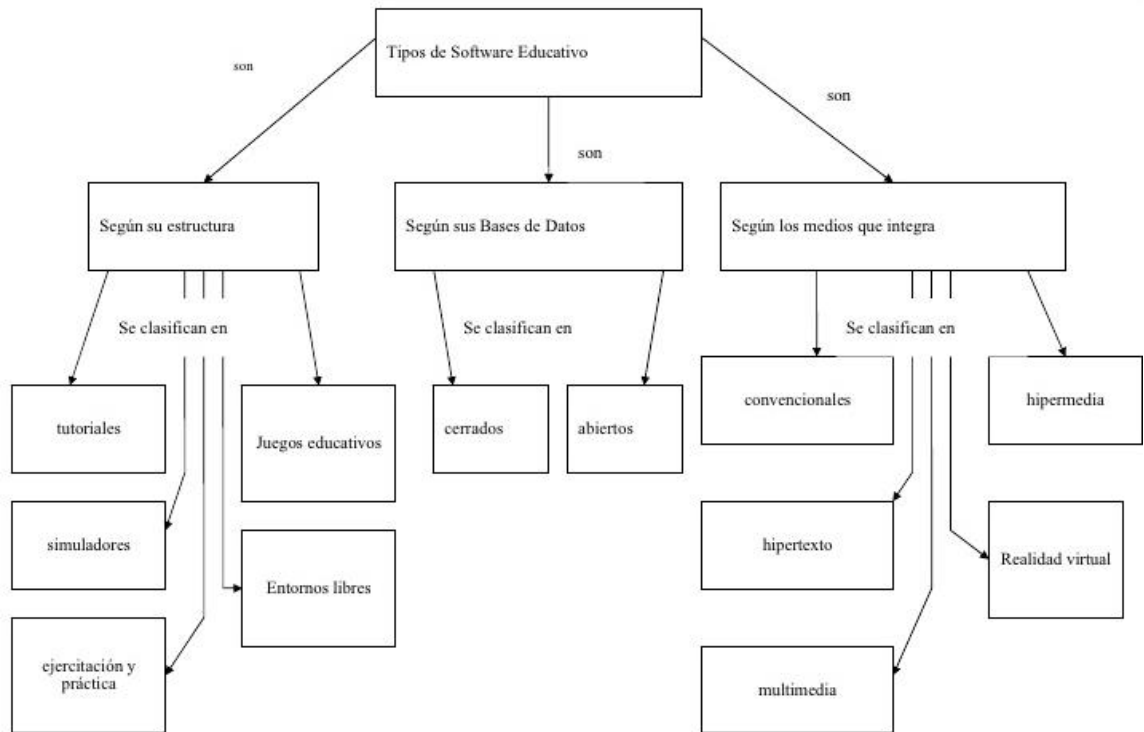 Tipos de Software Educativo
son
son
son
Según su estructura
Según sus Bases de Datos
Según los medios que integra
Se clasifican en
Se clasifican en
Se clasifican en
tutoriales
Juegos educativos
cerrados
abiertos
convencionales
hipermedia
simuladores
Entornos libres
hipertexto
Realidad virtual
ejercitación y
práctica
multimedia